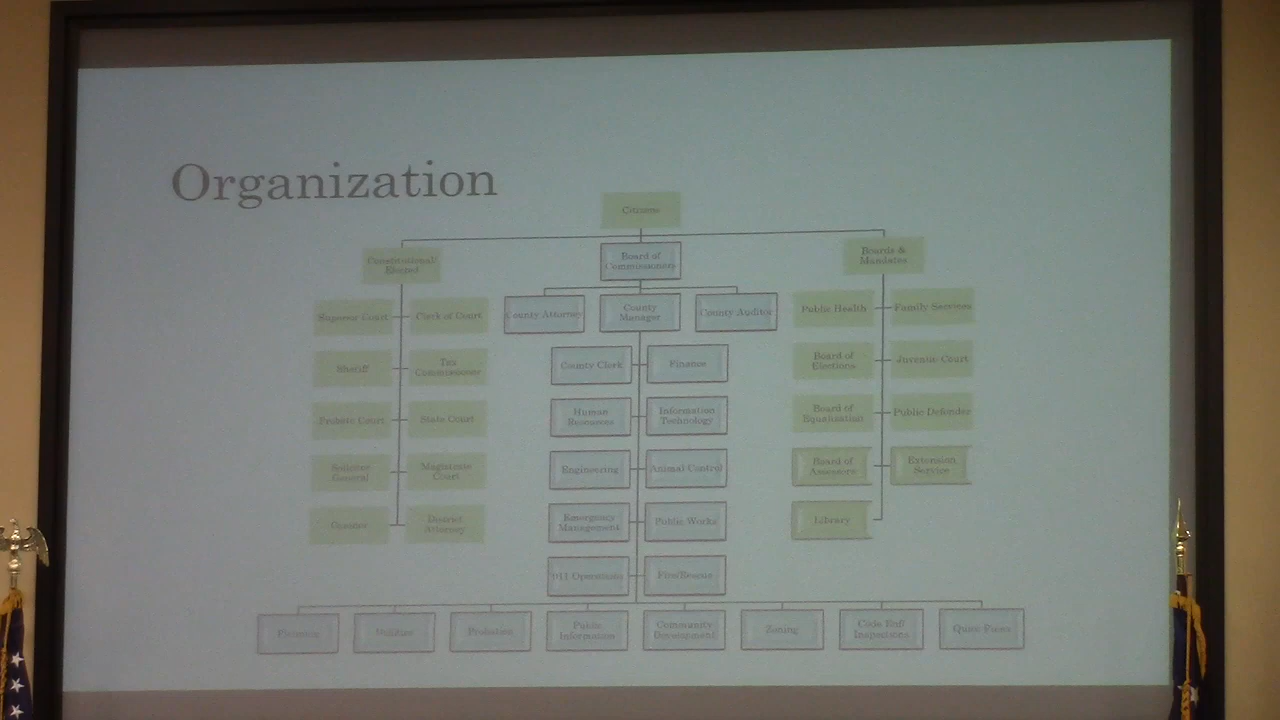 Organization
Citizens
Constitutional/
Elected
Board of
Commissioners
Boards &
Mandates
Superior Court
Clerk of Court
County Attorney
County
Manager
County Auditor
Public Health
Family Services
Sheriff
Tax
Commissioner
County Clerk
Finance
Board of
Elections
Juvenile Court
Probate Court
State Court
Human
Resources
Information
Technology
Board of
Equalization
Public Defender
Solicitor
General
Magistrate
Court
Engineering
Animal Control
Board of
Assessors
Extension
Service
Coroner
District
Attorney
Emergency
Management
Public Works
Library
911 Operations
Fire/Rescue
Utilities
Probation
Public
Information
Community
Development
Zoning
Code Enf/
Inspections